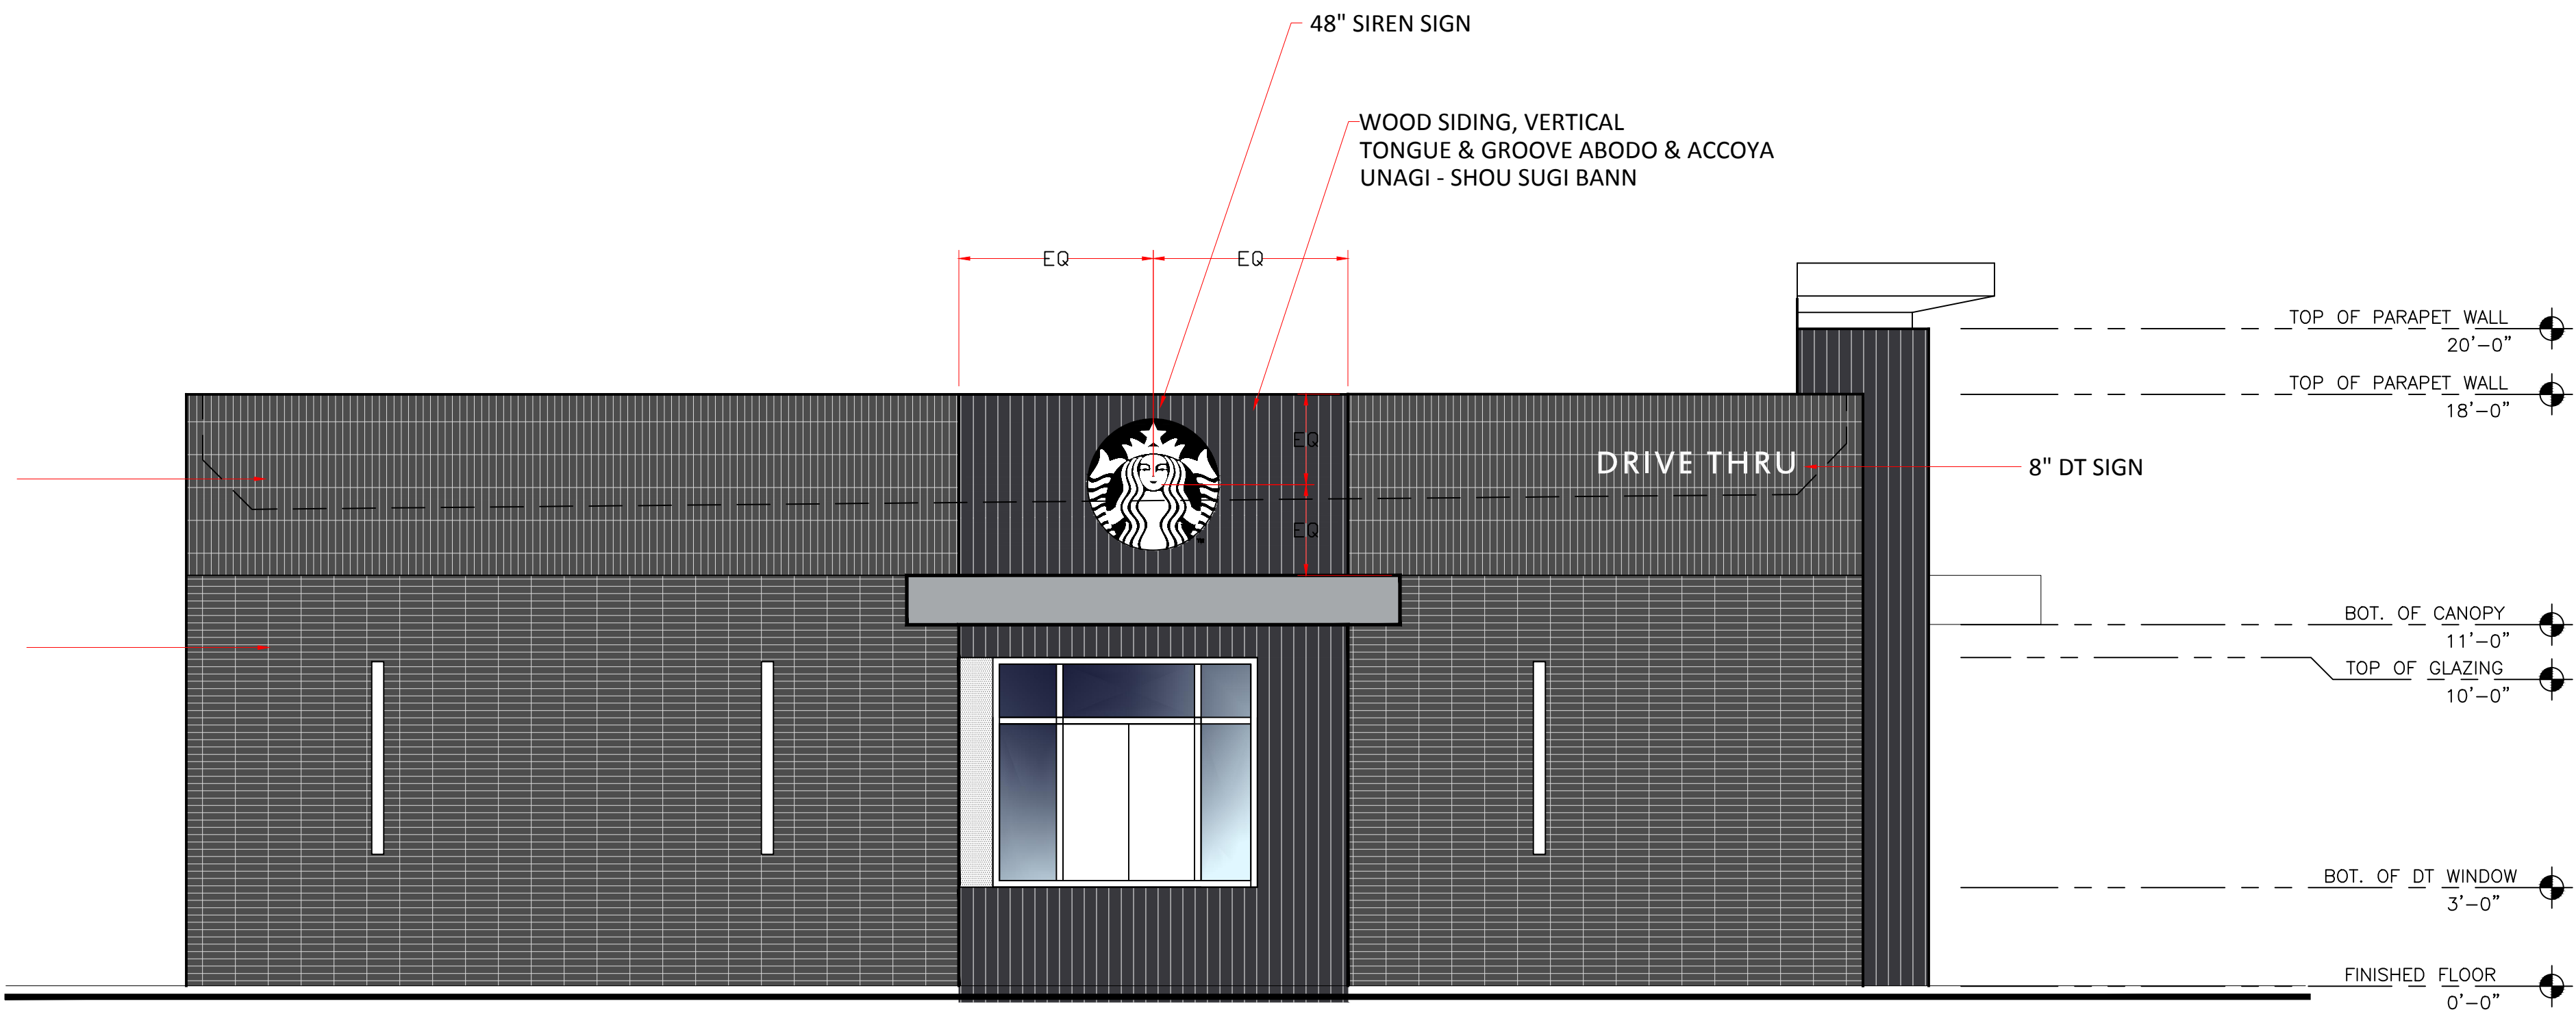 48" SIREN SIGN
WOOD SIDING, VERTICAL
TONGUE & GROOVE ABODO & ACCOYA
UNAGI - SHOU SUGI BANN
EQ
EQ
TOP OF PARAPET WALL
20'-0"
TOP OF PARAPET WALL
18'-0"
EQ
DRIVE THRU
8" DT SIGN
EQ
TM
BOT. OF CANOPY
11'-0"
TOP OF GLAZING
10'-0"
BOT. OF DT WINDOW
3'-0"
FINISHED FLOOR
0'-0"